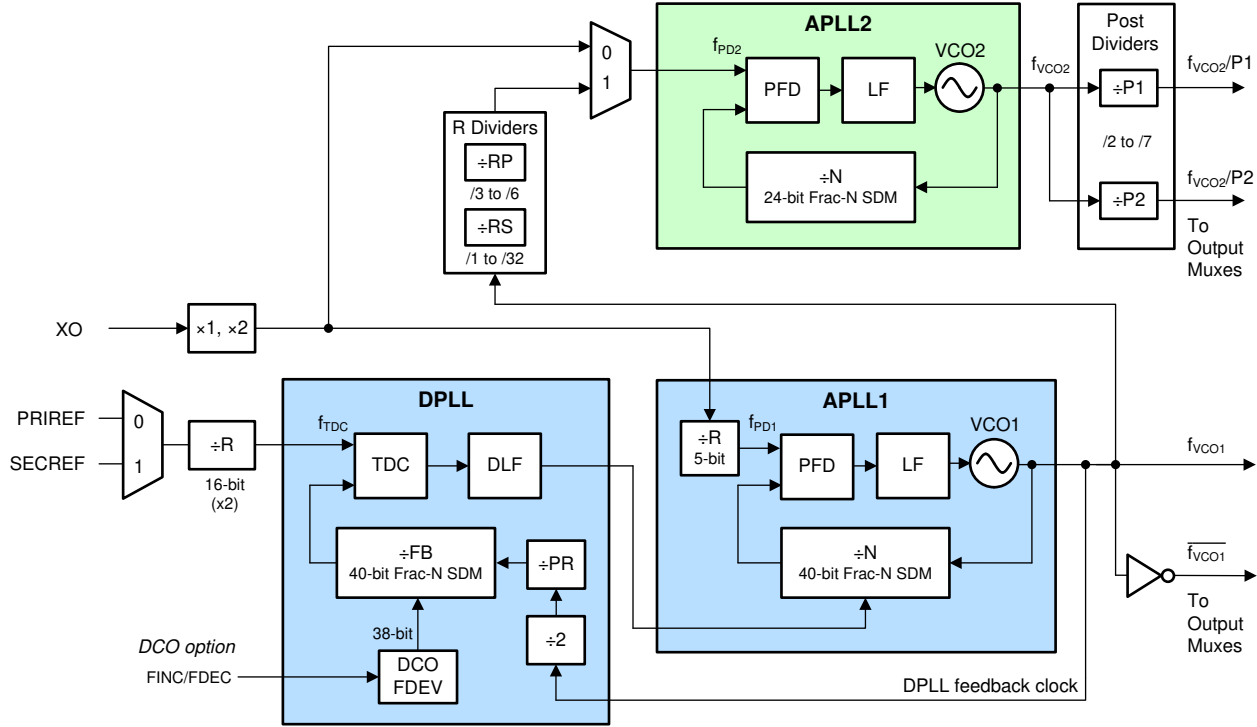 APLL2
Post
Dividers
0
1
fPD2
VCO2
PFD
LF
fVCO2
÷P1
fVCO2/P1
/2 to /7
R Dividers
÷RP
/3 to /6
÷RS
/1 to /32
÷N
24-bit Frac-N SDM
÷P2
fVCO2/P2
To
Output
Muxes
XO
×1, ×2
DPLL
APLL1
PRIREF
SECREF
0
1
÷R
16-bit
(x2)
fTDC
TDC
DLF
÷R
5-bit
fPD1
PFD
LF
VCO1
fVCO1
÷FB
40-bit Frac-N SDM
÷PR
÷N
40-bit Frac-N SDM
fVCO1
To
Output
Muxes
38-bit
÷2
DCO option
FINC/FDEC
DCO
FDEV
DPLL feedback clock